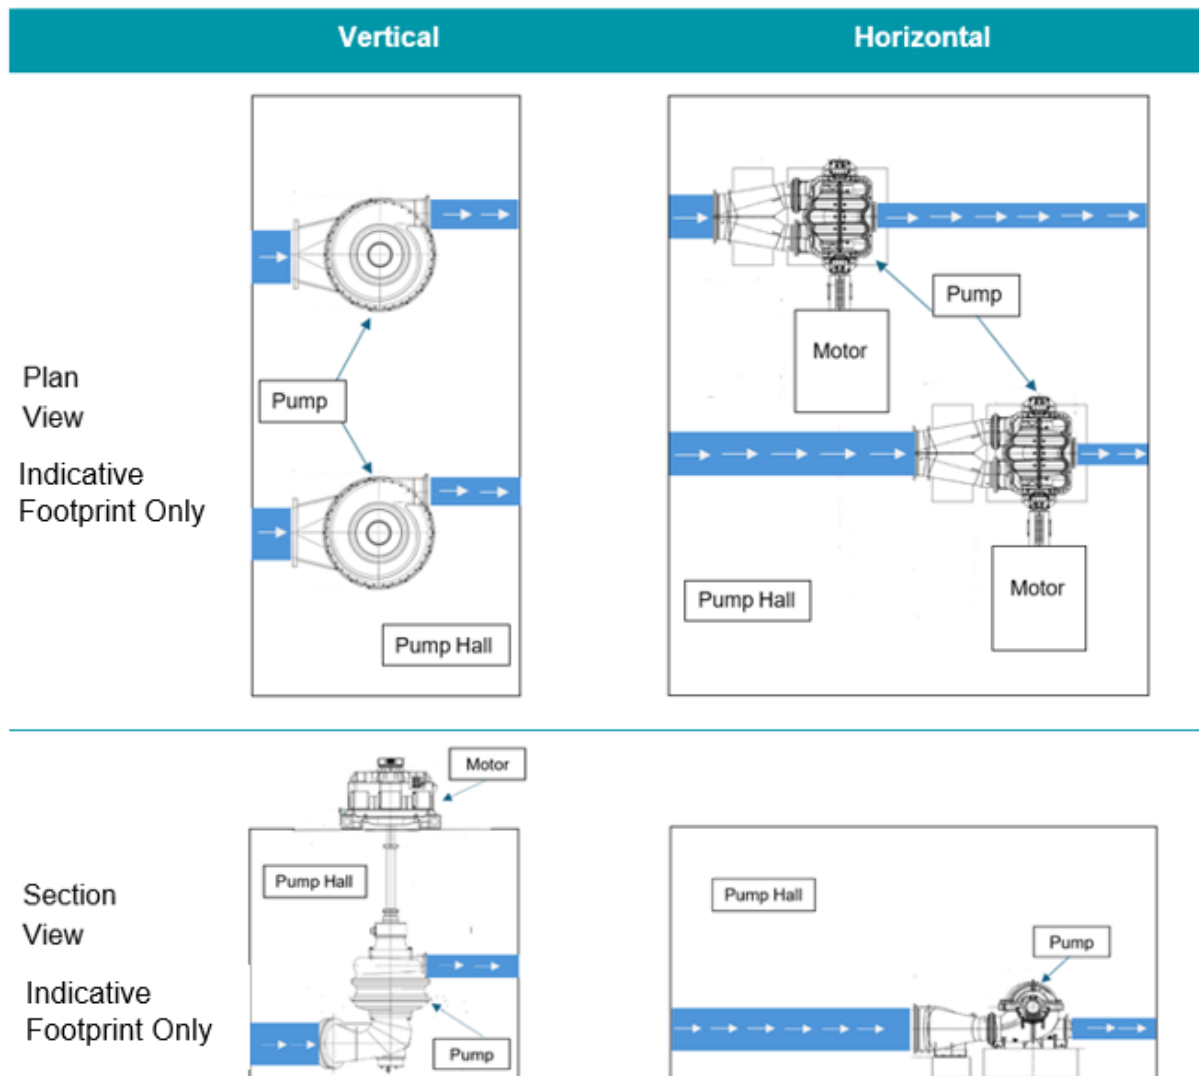 Vertical
Horizontal
Plan
View
Indicative
Footprint Only
Pump
Pump Hall
Pump
Motor
Motor
Pump Hall
Section
View
Indicative
Footprint Only
Motor
Pump Hall
Pump
Pump Hall
Pump